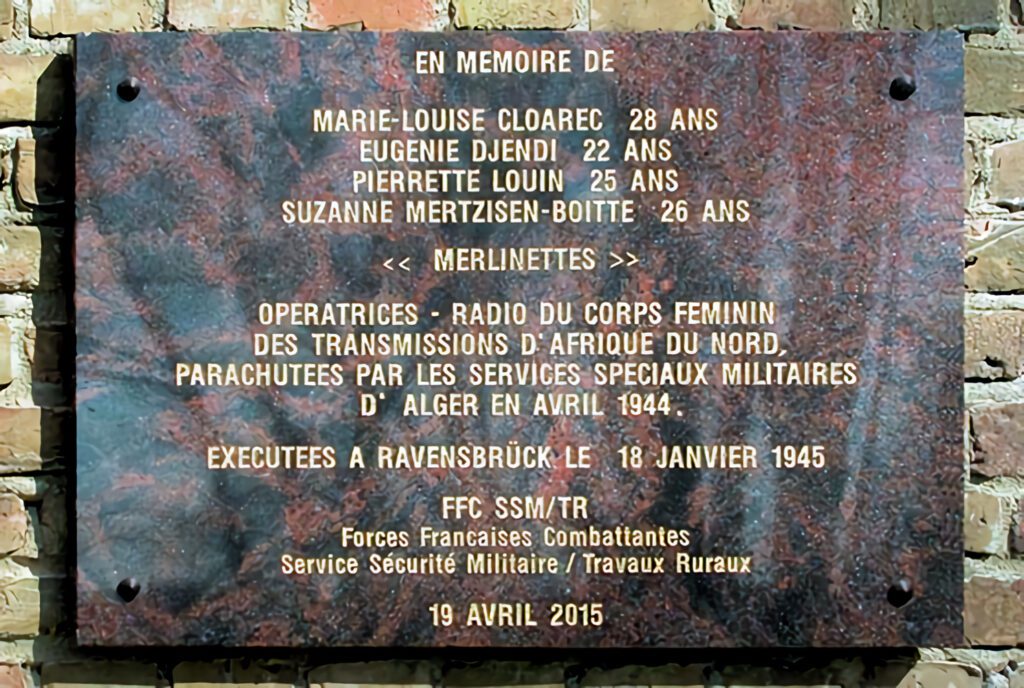 EN MEMOIRE DE
MARIE-LOUISE CLOAREC 28 ANS
EUGENIE DJENDI 22 ANS
PIERRETTE LOUIN 25 ANS
SUZANNE MERTZISEN-BOITTE 26 ANS
<< MERLINETTES >>
OPERATRICES - RADIO DU CORPS FEMININ
DES TRANSMISSIONS D'AFRIQUE DU NORD,
PARACHUTEES PAR LES SERVICES SPECIAUX MILITAIRES
D' ALGER EN AVRIL 1944.
EXECUTEES A RAVENSBRÜCK LE 18 JANVIER 1945
FFC SSM/TR
Forces Francaises Combattantes
Service Sécurité Militaire / Travaux Ruraux
19 AVRIL 2015